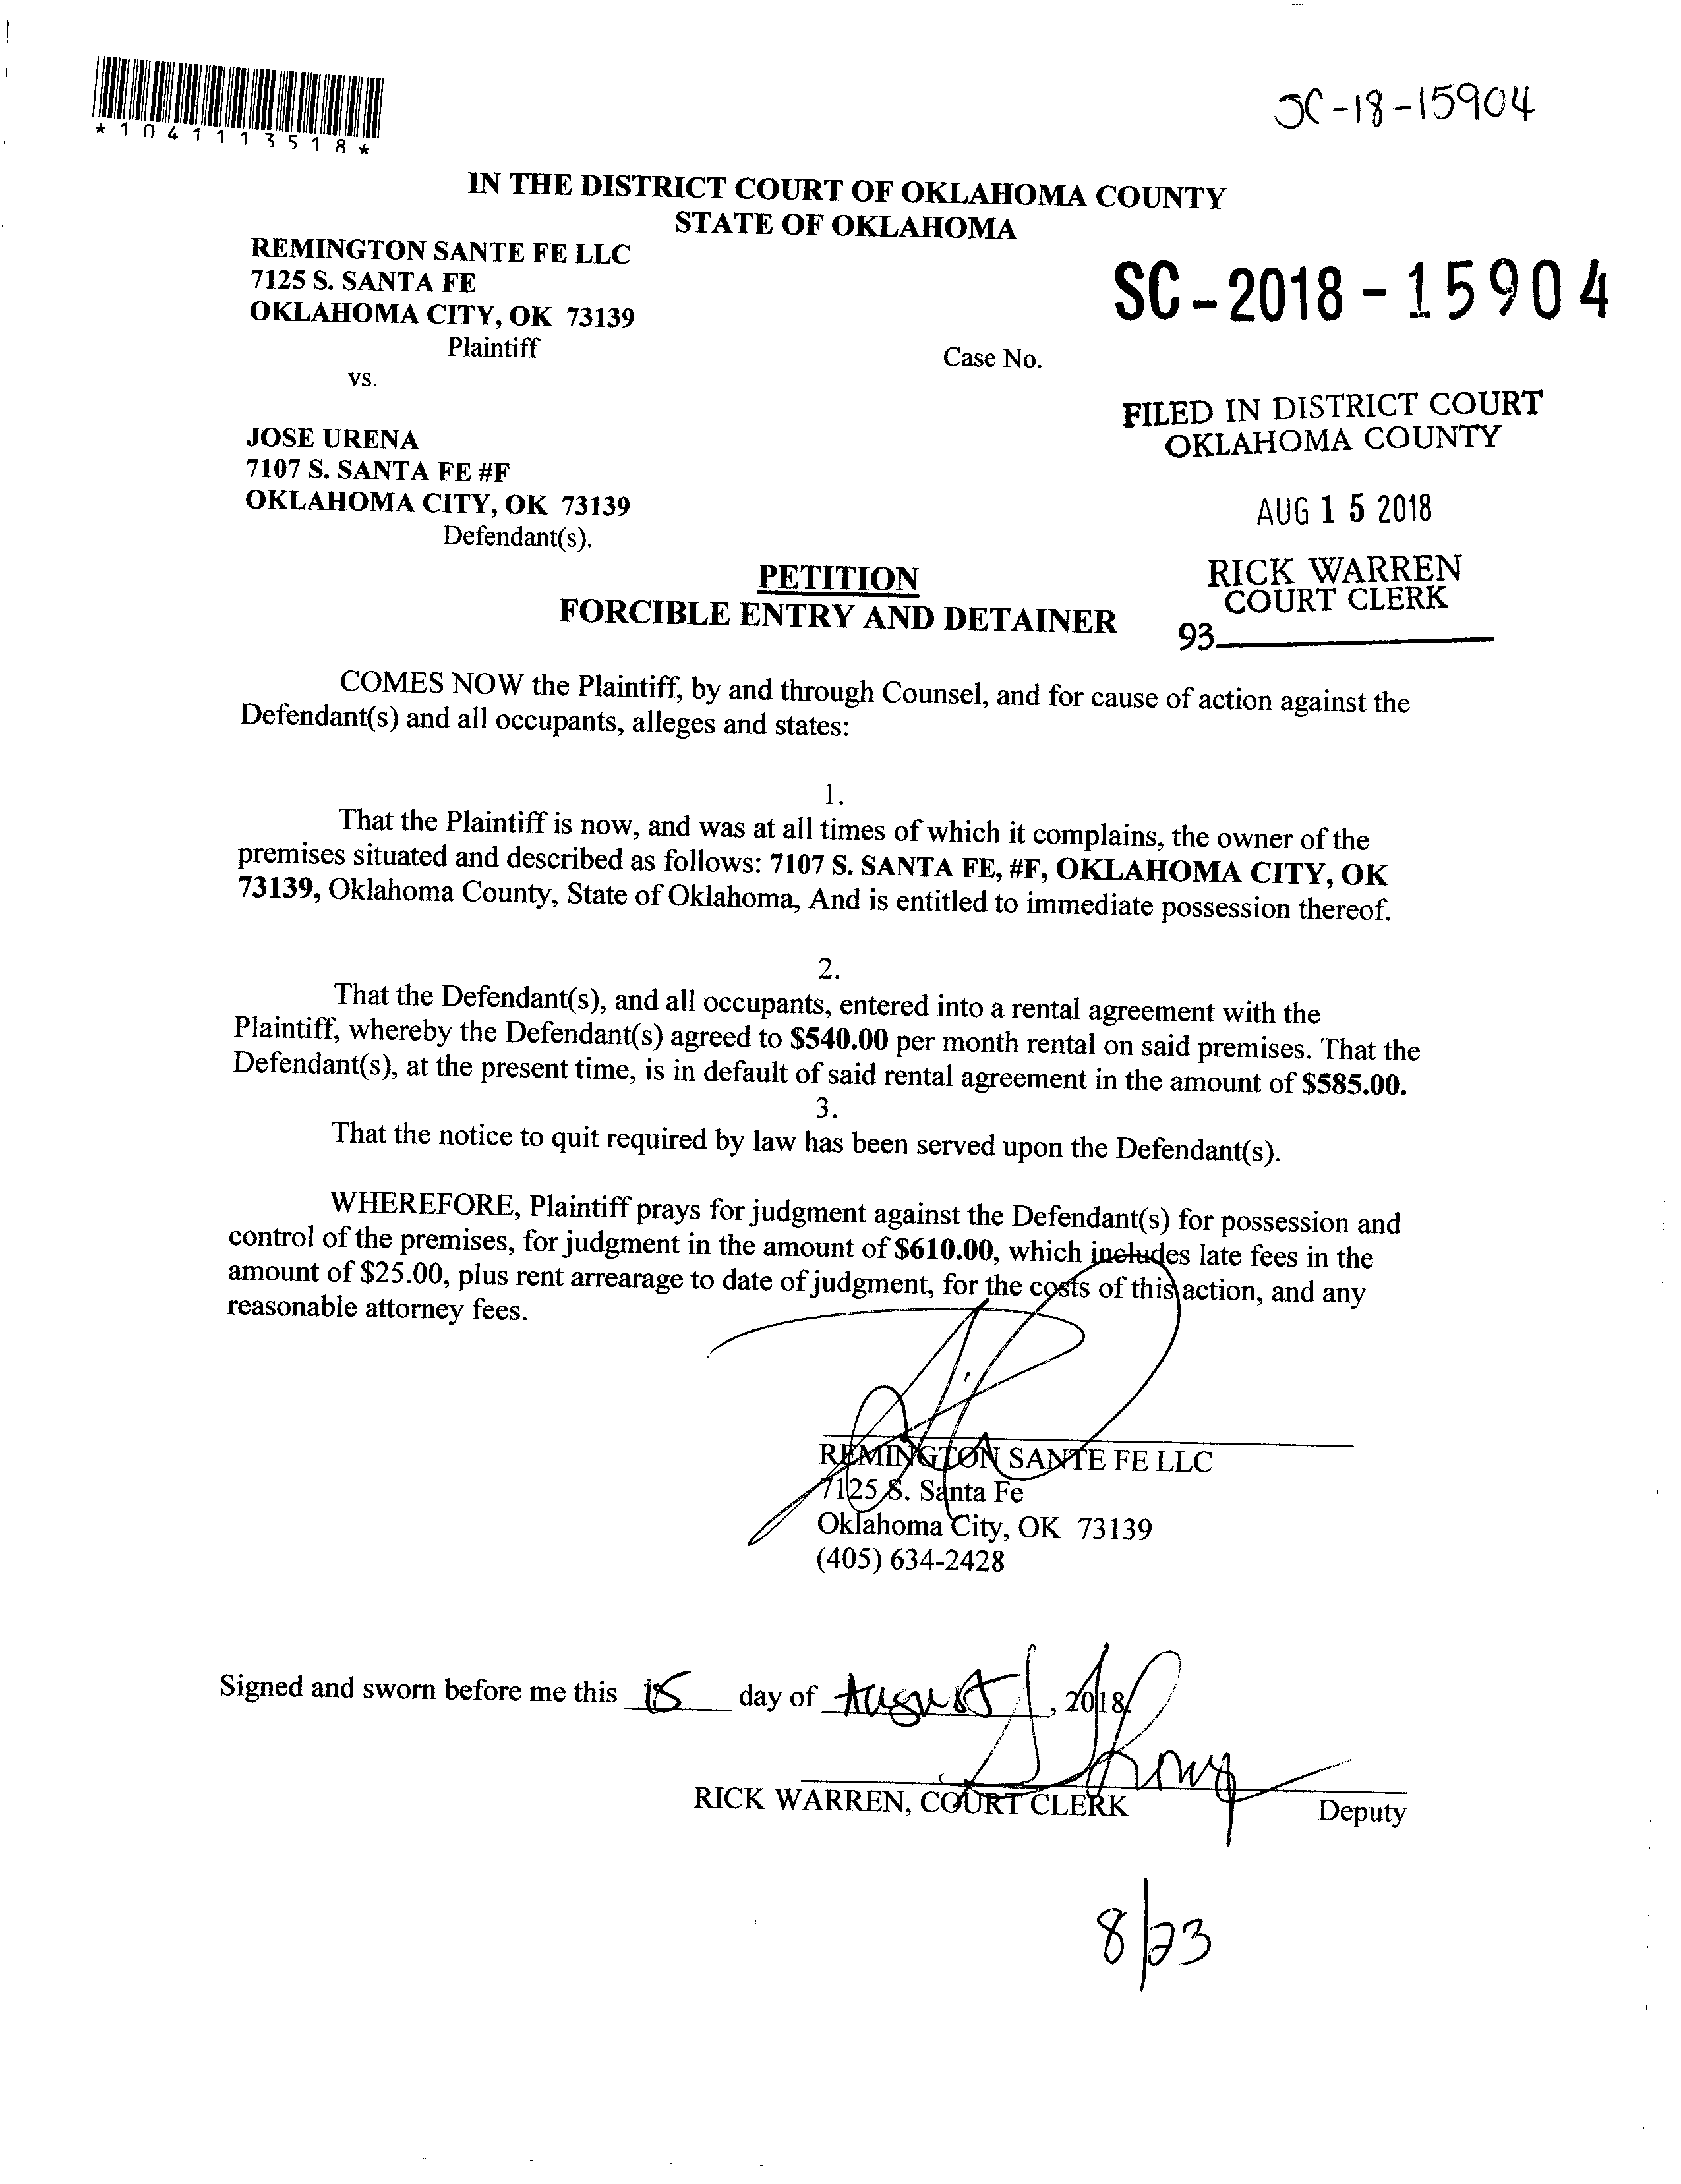 *1041113518*
SC-18-15904
IN THE DISTRICT COURT OF OKLAHOMA COUNTY
STATE OF OKLAHOMA
REMINGTON SANTE FE LLC
7125 S. SANTA FE
OKLAHOMA CITY, OK 73139
Plaintiff
SC-2018-15904
Case No.
vs.
FILED IN DISTRICT COURT
OKLAHOMA COUNTY
JOSE URENA
7107 S. SANTA FE #F
OKLAHOMA CITY, OK 73139
Defendant(s).
AUG 15 2018
PETITION
FORCIBLE ENTRY AND DETAINER
RICK WARREN
COURT CLERK
93
COMES NOW the Plaintiff, by and through Counsel, and for cause of action against the
Defendant(s) and all occupants, alleges and states:
1.
That the Plaintiff is now, and was at all times of which it complains, the owner of the
premises situated and described as follows: 7107 S. SANTA FE, #F, OKLAHOMA CITY, OK
73139, Oklahoma County, State of Oklahoma, And is entitled to immediate possession thereof.
2.
That the Defendant(s), and all occupants, entered into a rental agreement with the
Plaintiff, whereby the Defendant(s) agreed to $540.00 per month rental on said premises. That the
Defendant(s), at the present time, is in default of said rental agreement in the amount of $585.00.
3.
That the notice to quit required by law has been served upon the Defendant(s).
WHEREFORE, Plaintiff prays for judgment against the Defendant(s) for possession and
control of the premises, for judgment in the amount of $610.00, which includes late fees in the
amount of $25.00, plus rent arrearage to date of judgment, for the costs of this action, and any
reasonable attorney fees.
REMINGTON SANTE FE LLC
7125 S. Santa Fe
Oklahoma City, OK 73139
(405) 634-2428
Signed and sworn before me this 15 day of August, 2018.
RICK WARREN, COURT CLERK Deputy
8/23